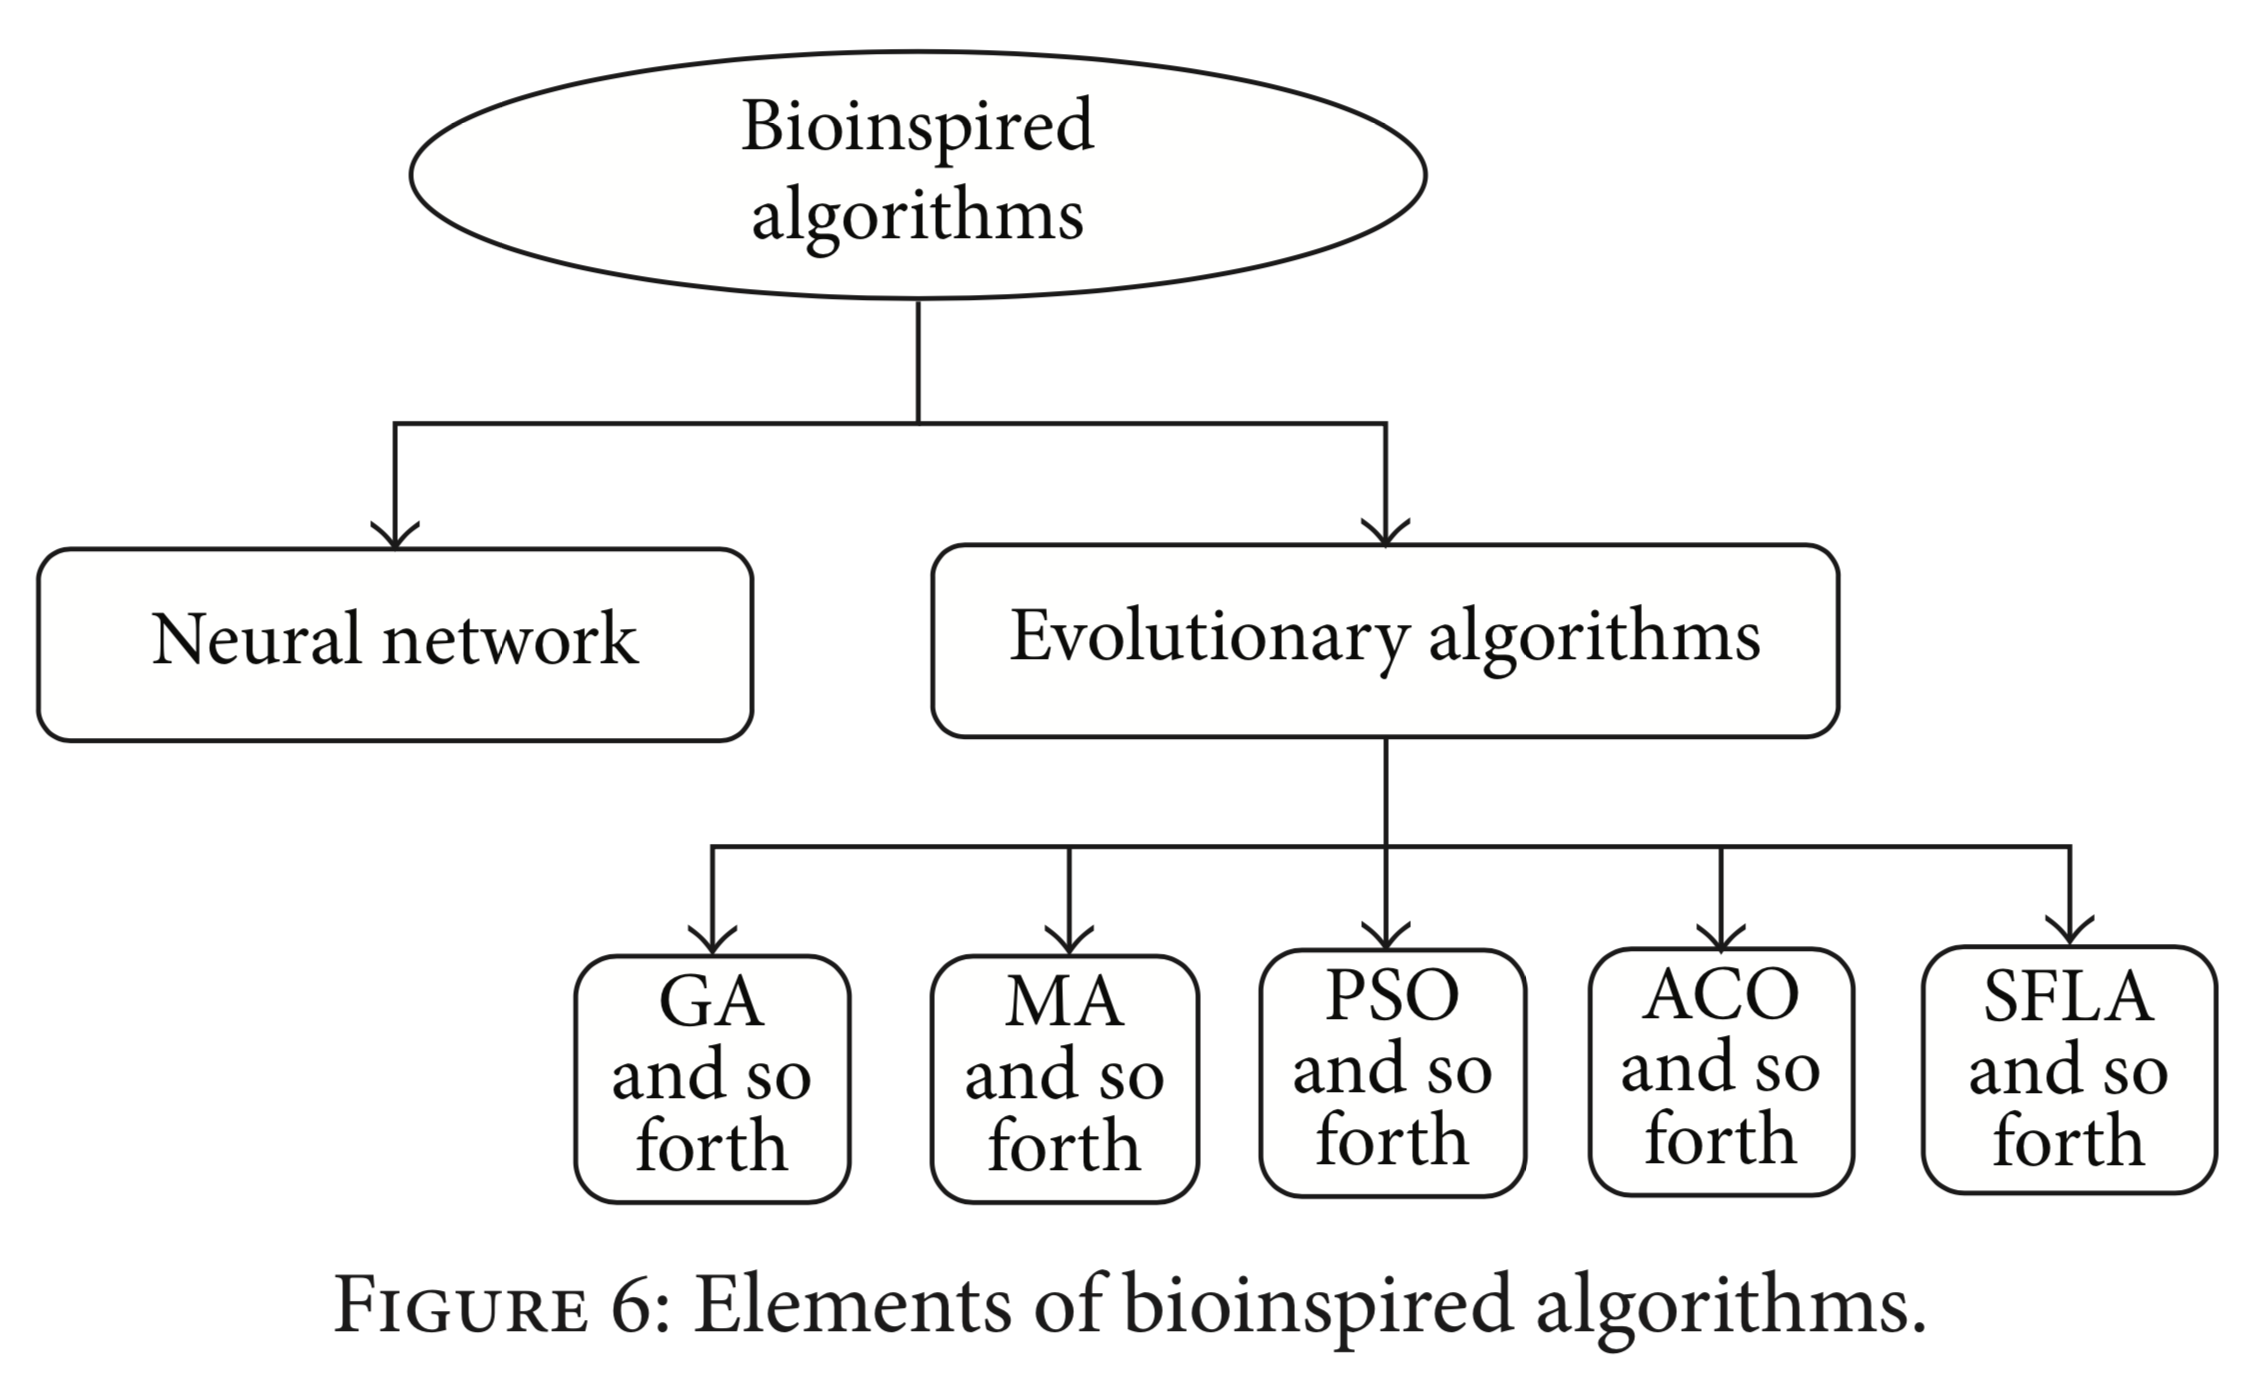 Bioinspired
algorithms
Neural network
Evolutionary algorithms
GA
and so
forth
MA
and so
forth
PSO
and so
forth
ACO
and so
forth
SFLA
and so
forth
Figure 6: Elements of bioinspired algorithms.